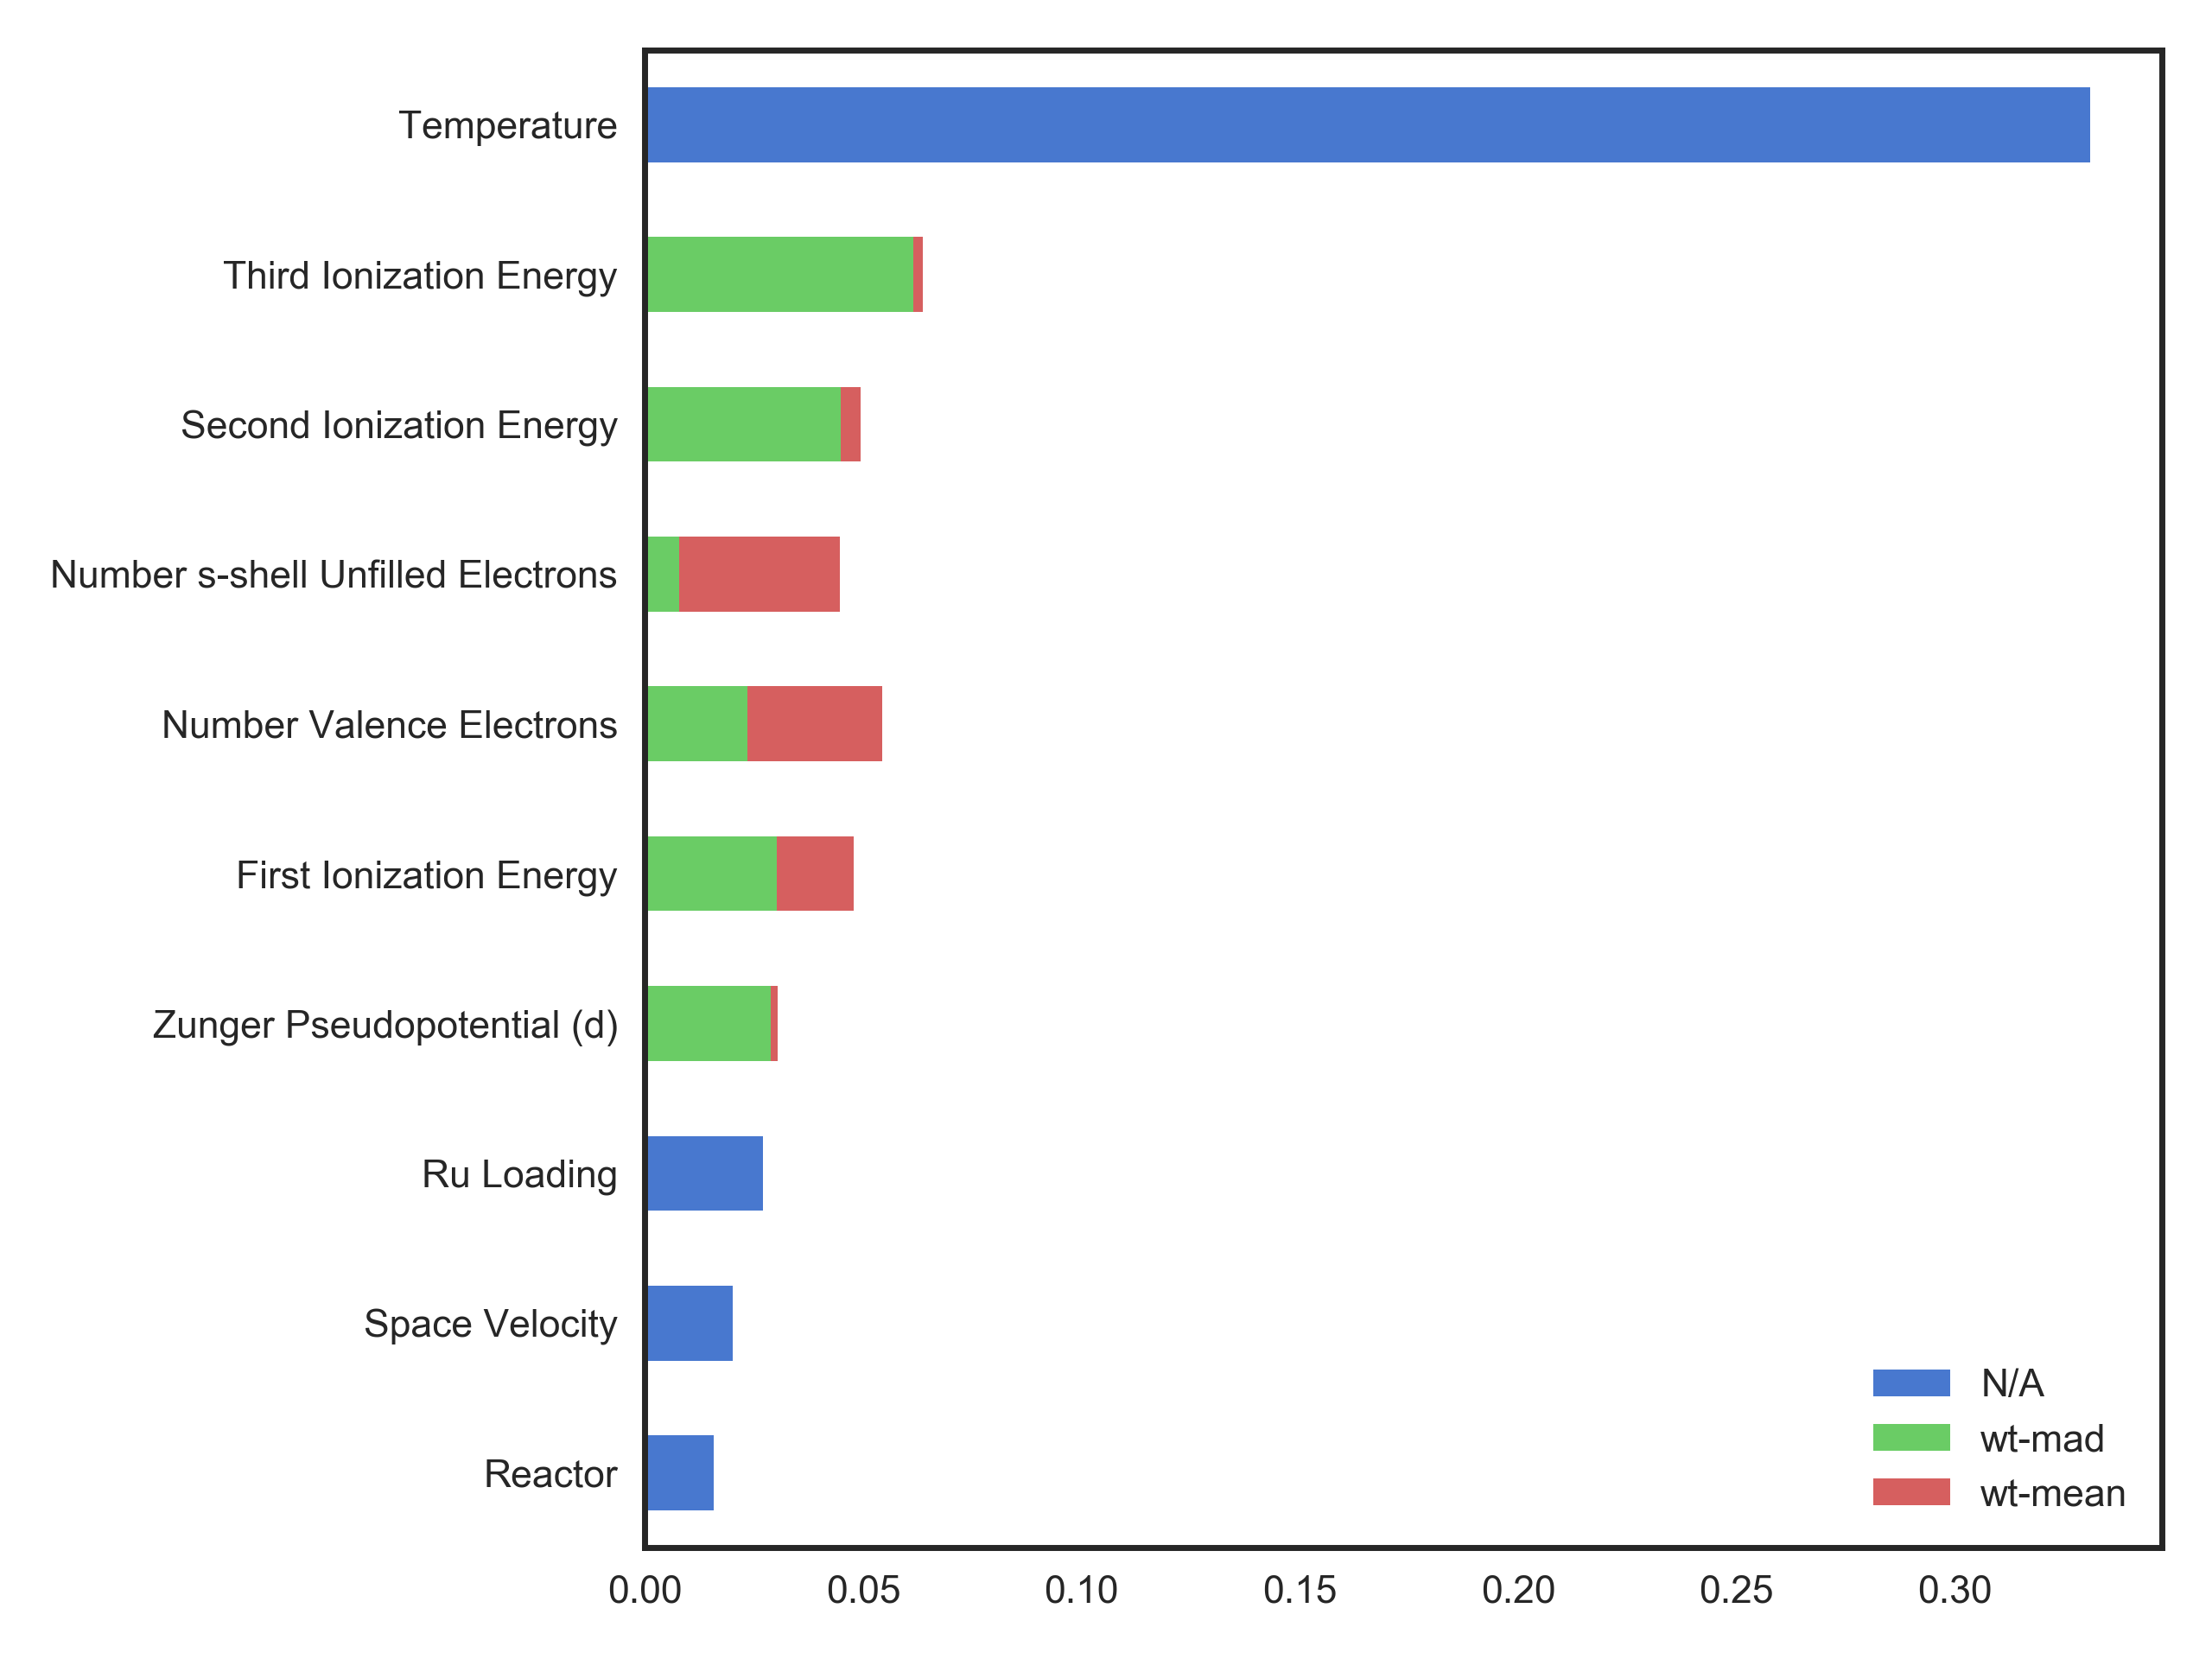 Temperature
Third Ionization Energy
Second Ionization Energy
Number s-shell Unfilled Electrons
Number Valence Electrons
First Ionization Energy
Zunger Pseudopotential (d)
Ru Loading
Space Velocity
Reactor
N/A
wt-mad
wt-mean
0.00 0.05 0.10 0.15 0.20 0.25 0.30